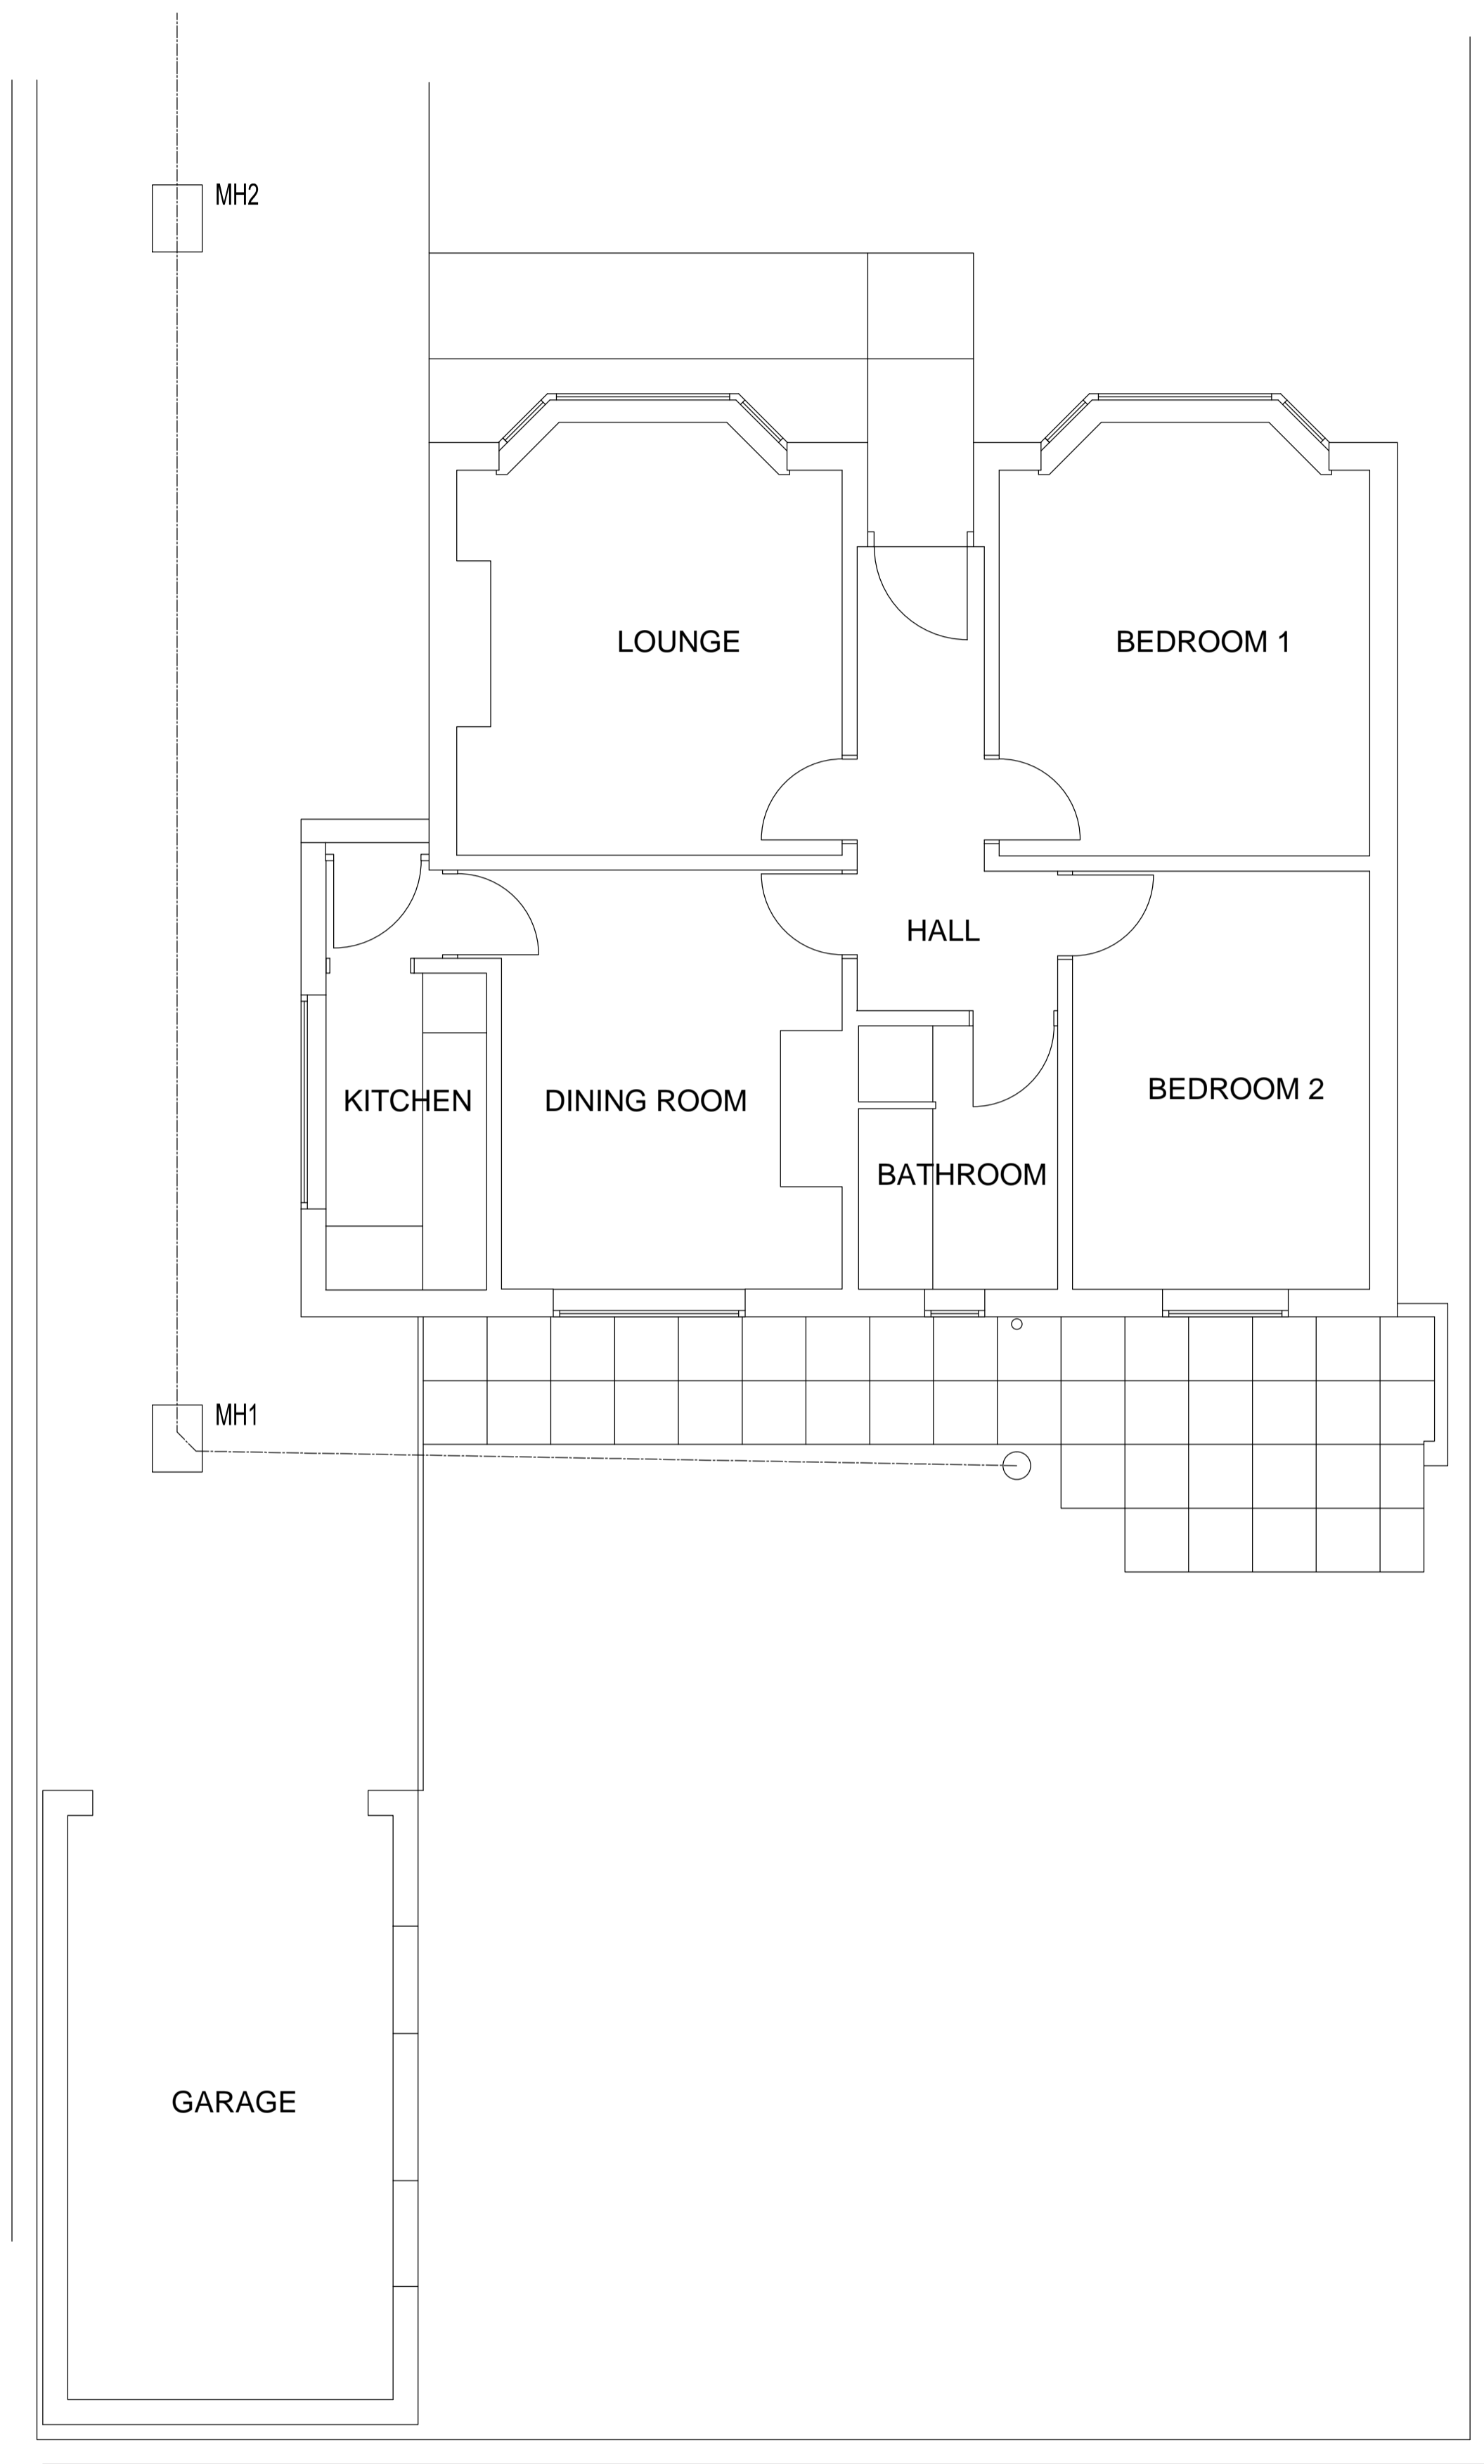 MH2
LOUNGE
BEDROOM 1
HALL
KITCHEN
DINING ROOM
BEDROOM 2
BATHROOM
MH1
GARAGE